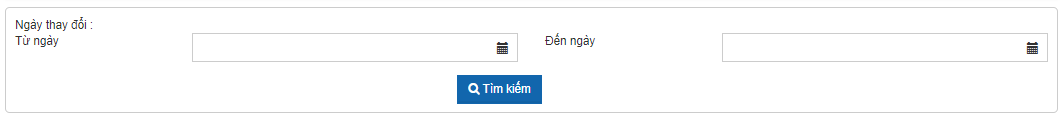 Ngày thay đổi :
Từ ngày
Đến ngày
Tìm kiếm